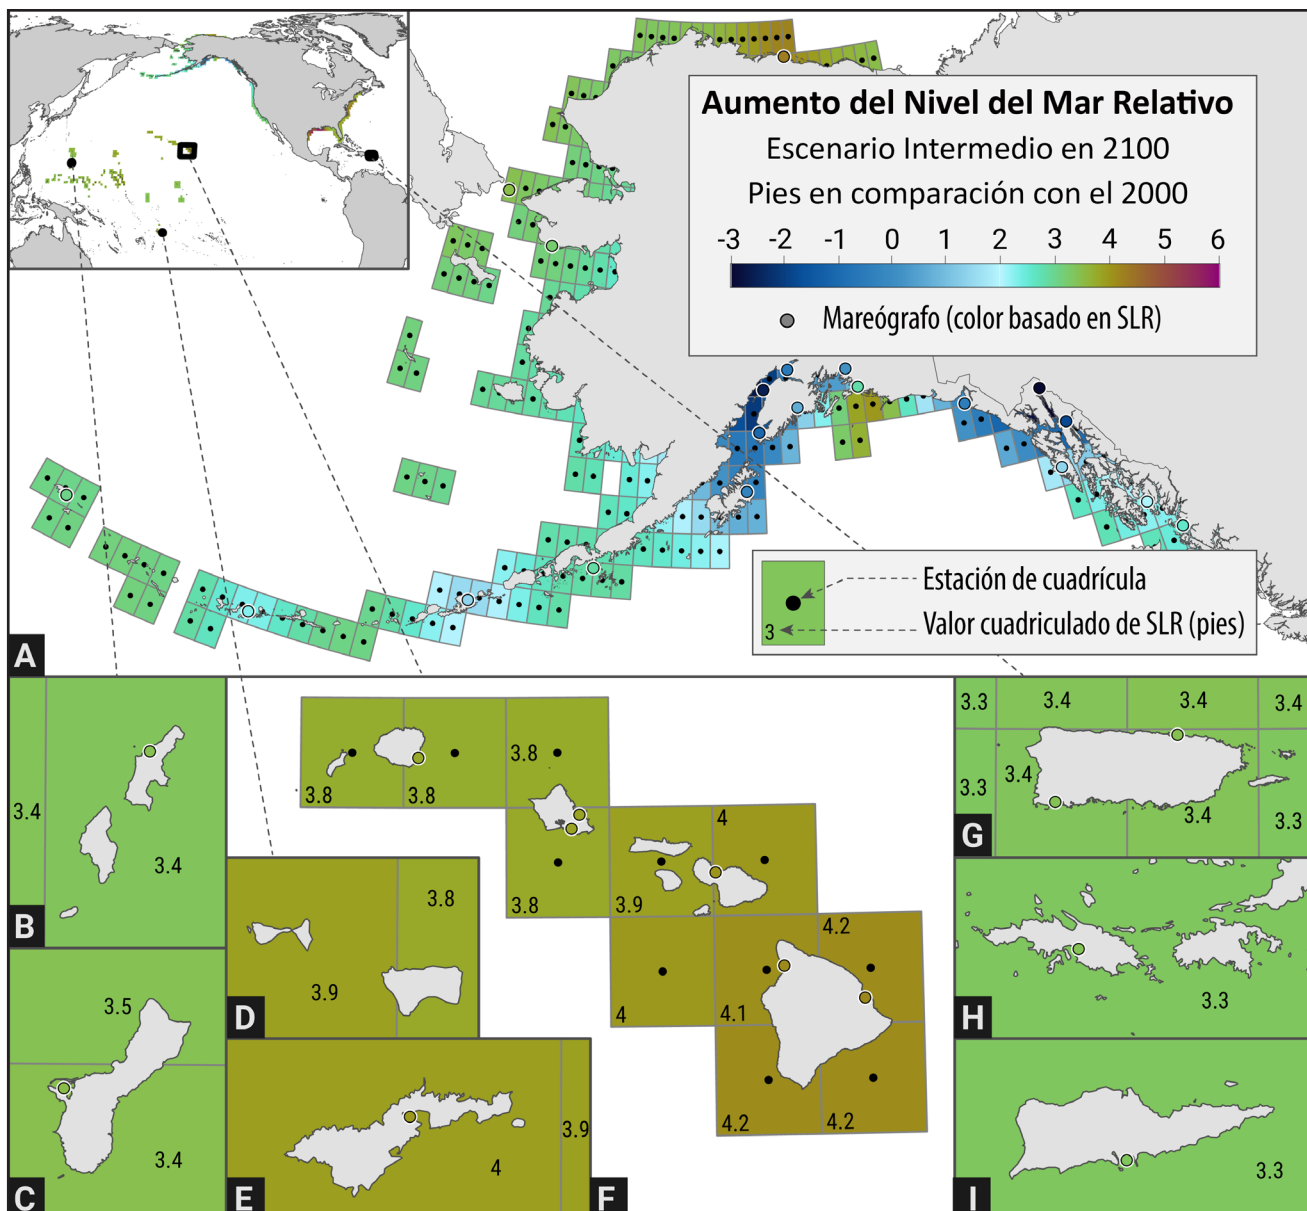 Aumento del Nivel del Mar Relativo
Escenario Intermedio en 2100
Pies en comparación con el 2000
-3 -2 -1 0 1 2 3 4 5 6
Mareógrafo (color basado en SLR)
Estación de cuadrícula
3 Valor cuadriculado de SLR (pies)
A
3.4
3.4
B
3.5
3.4
C
3.8
3.9
D
3.9
4
E
3.8
3.8
3.8
4
3.8
3.9
4.2
4
4.1
4.2
4.2
F
3.3
3.4
3.4
3.4
3.3
3.4
3.4
3.3
G
3.3
H
3.3
I